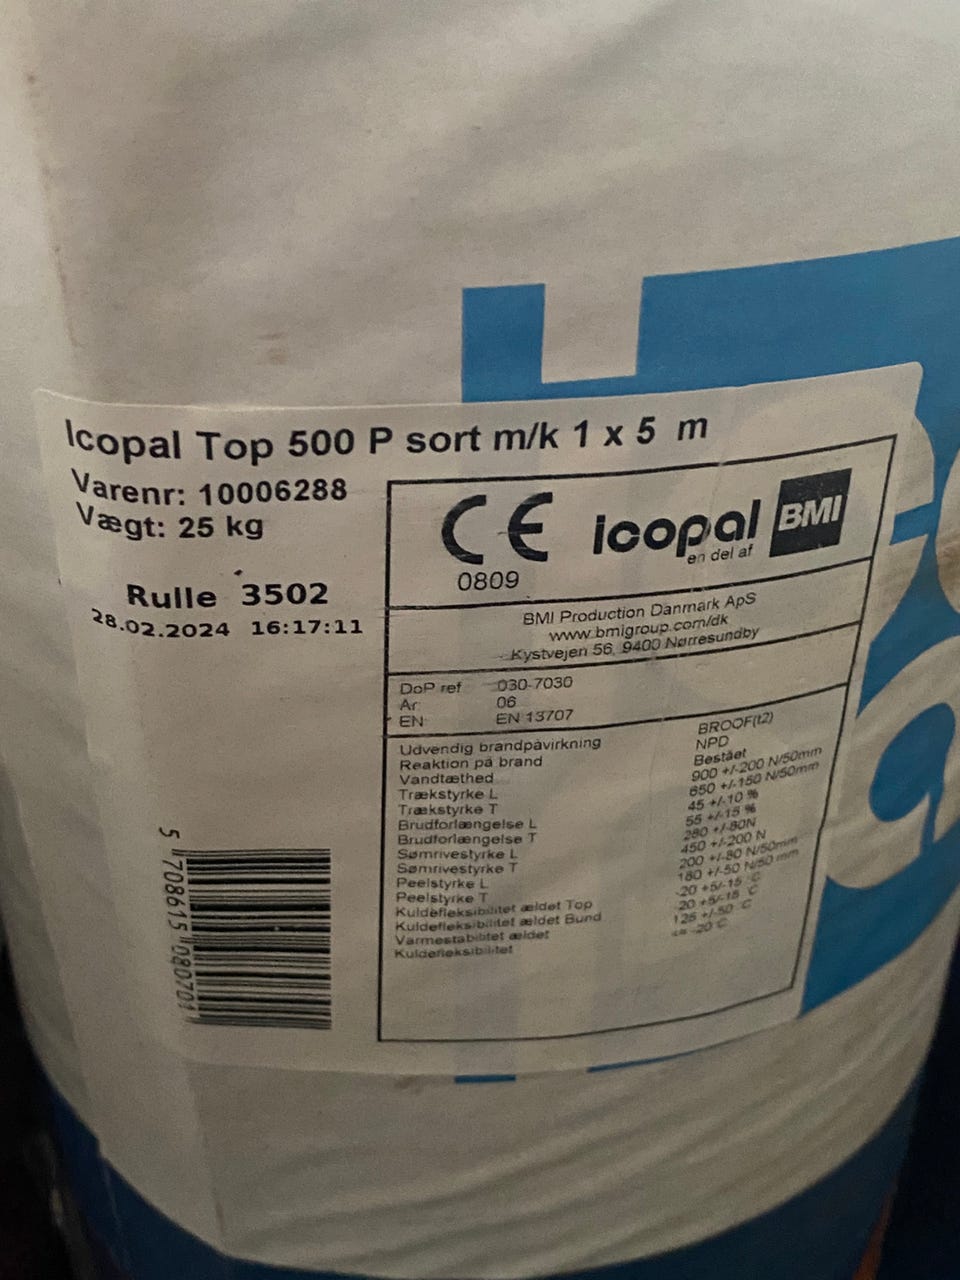 Icopal Top 500 P sort m/k 1 x 5 m
Varenr: 10006288
Vægt: 25 kg
Rulle 3502
28.02.2024 16:17:11
5 708615 080701
CE
0809
icopal
en del af
BMI
BMI Production Danmark ApS
www.bmigroup.com/dk
Kystvejen 56, 9400 Nørresundby
DoP ref 030-7030
År 06
EN EN 13707
Udvendig brandpåvirkning BROOF(t2)
Reaktion på brand NPD
Vandtæthed Bestået
Trækstyrke L 900 +/-200 N/50mm
Trækstyrke T 650 +/-150 N/50mm
Brudforlængelse L 45 +/-10 %
Brudforlængelse T 55 +/-15 %
Sømrivestyrke L 280 +/-80N
Sømrivestyrke T 450 +/-200 N
Peelstyrke L 200 +/-80 N/50mm
Peelstyrke T 180 +/-50 N/50 mm
Kuldefleksibilitet ældet Top -20 +5/-15 C
Kuldefleksibilitet ældet Bund -20 +5/-15 C
Varmestabilitet ældet 125 +/-50 C
Kuldefleksibilitet -20 C